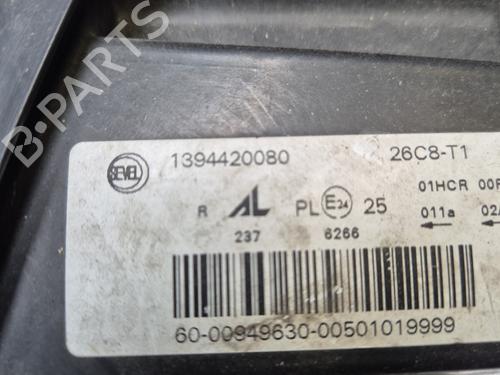 B-PARTS
SEVEL 1394420080 26C8-T1
R AL PL E24 25 01HCR
237 6266 011a
60-00949630-00501019999